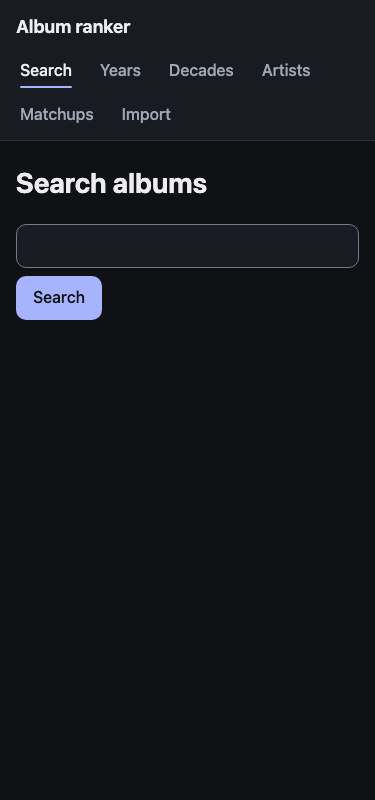 Album ranker
Search Years Decades Artists
Matchups Import
Search albums
Search